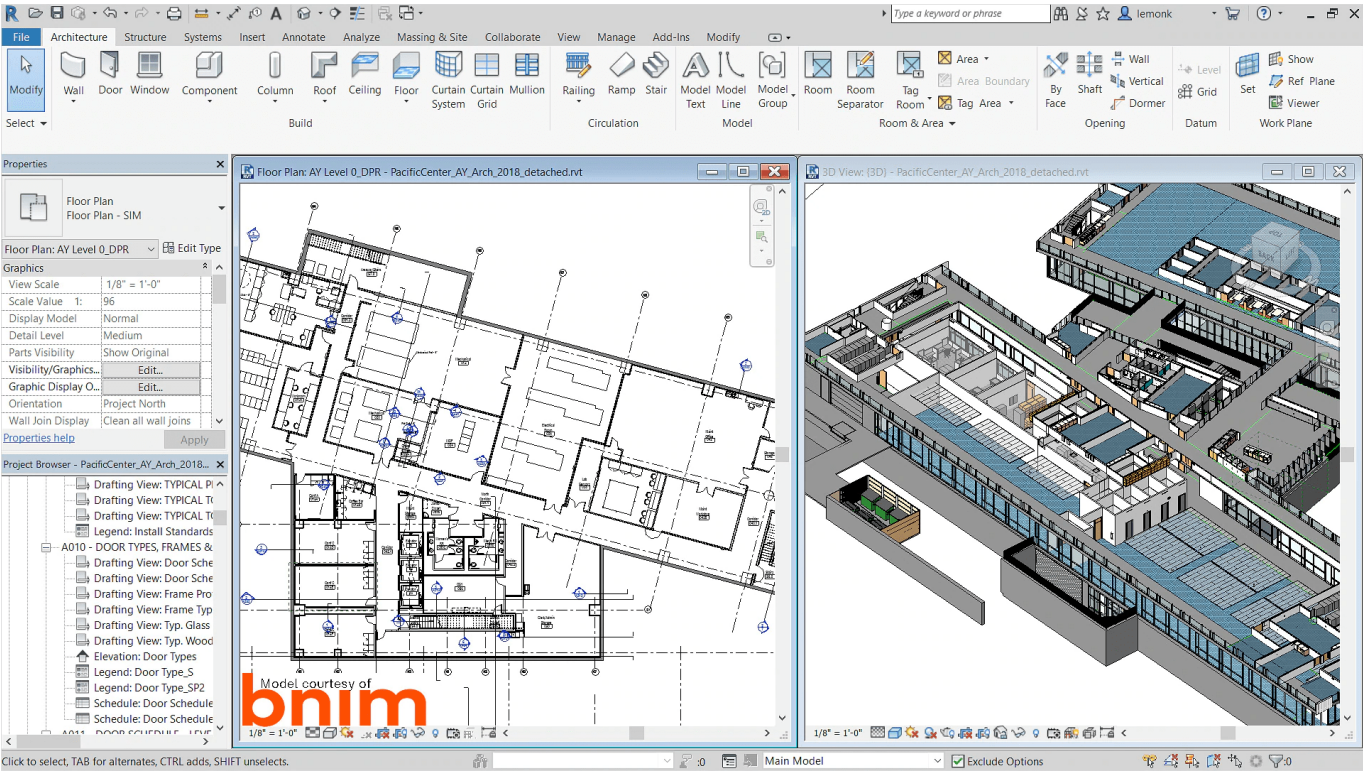 Type a keyword or phrase
lemonk
File Architecture Structure Systems Insert Annotate Analyze Massing & Site Collaborate View Manage Add-Ins Modify
Modify Wall Door Window Component Column Roof Ceiling Floor Curtain System Curtain Grid Mullion Railing Ramp Stair Model Text Model Line Model Group Room Room Separator Tag Room
Area
Area Boundary
Tag Area
By Face Shaft Wall
Vertical
Dormer
Level
Grid
Set Show
Ref Plane
Viewer
Select Build Circulation Model Room & Area Opening Datum Work Plane
Properties
Floor Plan
Floor Plan - SIM
Floor Plan: AY Level 0_DPR Edit Type
Graphics
View Scale 1/8" = 1'-0"
Scale Value 1: 96
Display Model Normal
Detail Level Medium
Parts Visibility Show Original
Visibility/Graphics... Edit...
Graphic Display O... Edit...
Orientation Project North
Wall Join Display Clean all wall joins
Properties help Apply
Project Browser - PacificCenter_AY_Arch_2018...
Drafting View: TYPICAL
Drafting View: TYPICAL
Drafting View: TYPICAL
Legend: Install Standards
A010 - DOOR TYPES, FRAMES &
Drafting View: Door Sche
Drafting View: Door Sche
Drafting View: Frame Pro
Drafting View: Frame Typ
Drafting View: Typ. Glass
Drafting View: Typ. Wood
Elevation: Door Types
Legend: Door Type_S
Legend: Door Type_SP2
Schedule: Door Schedule
Schedule: Door Schedule
Floor Plan: AY Level 0_DPR - PacificCenter_AY_Arch_2018_detached.rvt
Model courtesy of
bnim
1/8" = 1'-0"
3D View: {3D} - PacificCenter_AY_Arch_2018_detached.rvt
BACK
1/8" = 1'-0"
Click to select, TAB for alternates, CTRL adds, SHIFT unselects.
:0
Main Model
Exclude Options
:0